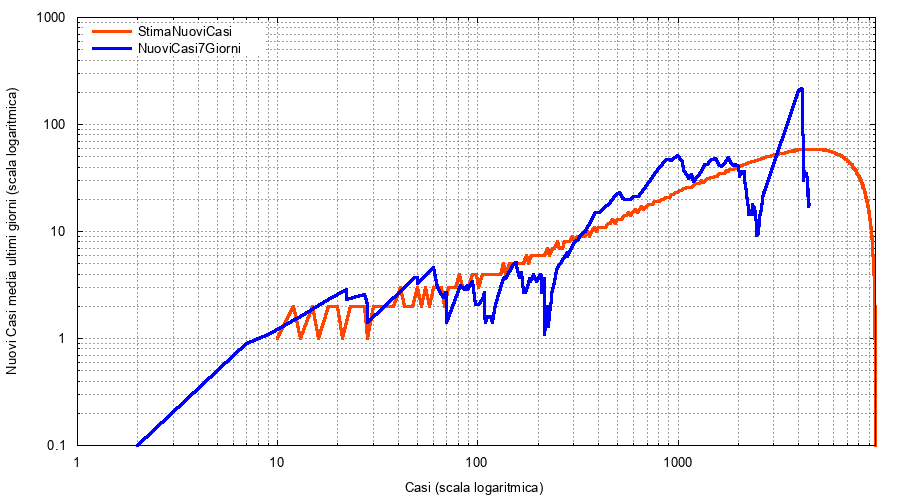 1000
StimaNuoviCasi
NuoviCasi7Giorni
100
10
1
0.1
Nuovi Casi media ultimi giorni (scala logaritmica)
1 10 100 1000
Casi (scala logaritmica)